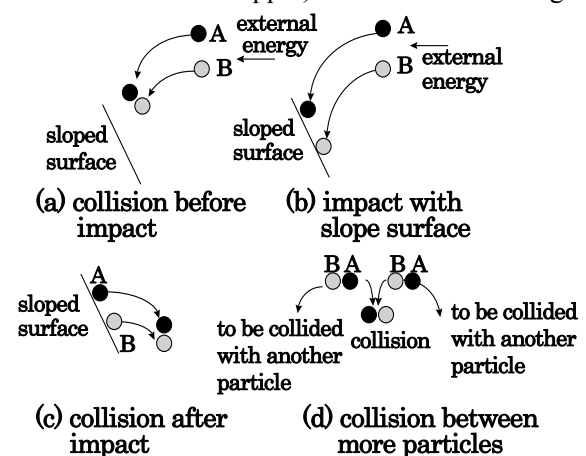 A
external
energy
B
sloped
surface
(a) collision before
impact
A
external
energy
B
sloped
surface
(b) impact with
slope surface
A
sloped
surface
B
(c) collision after
impact
B A
B A
to be collided
with another
particle
collision
to be collided
with another
particle
(d) collision between
more particles